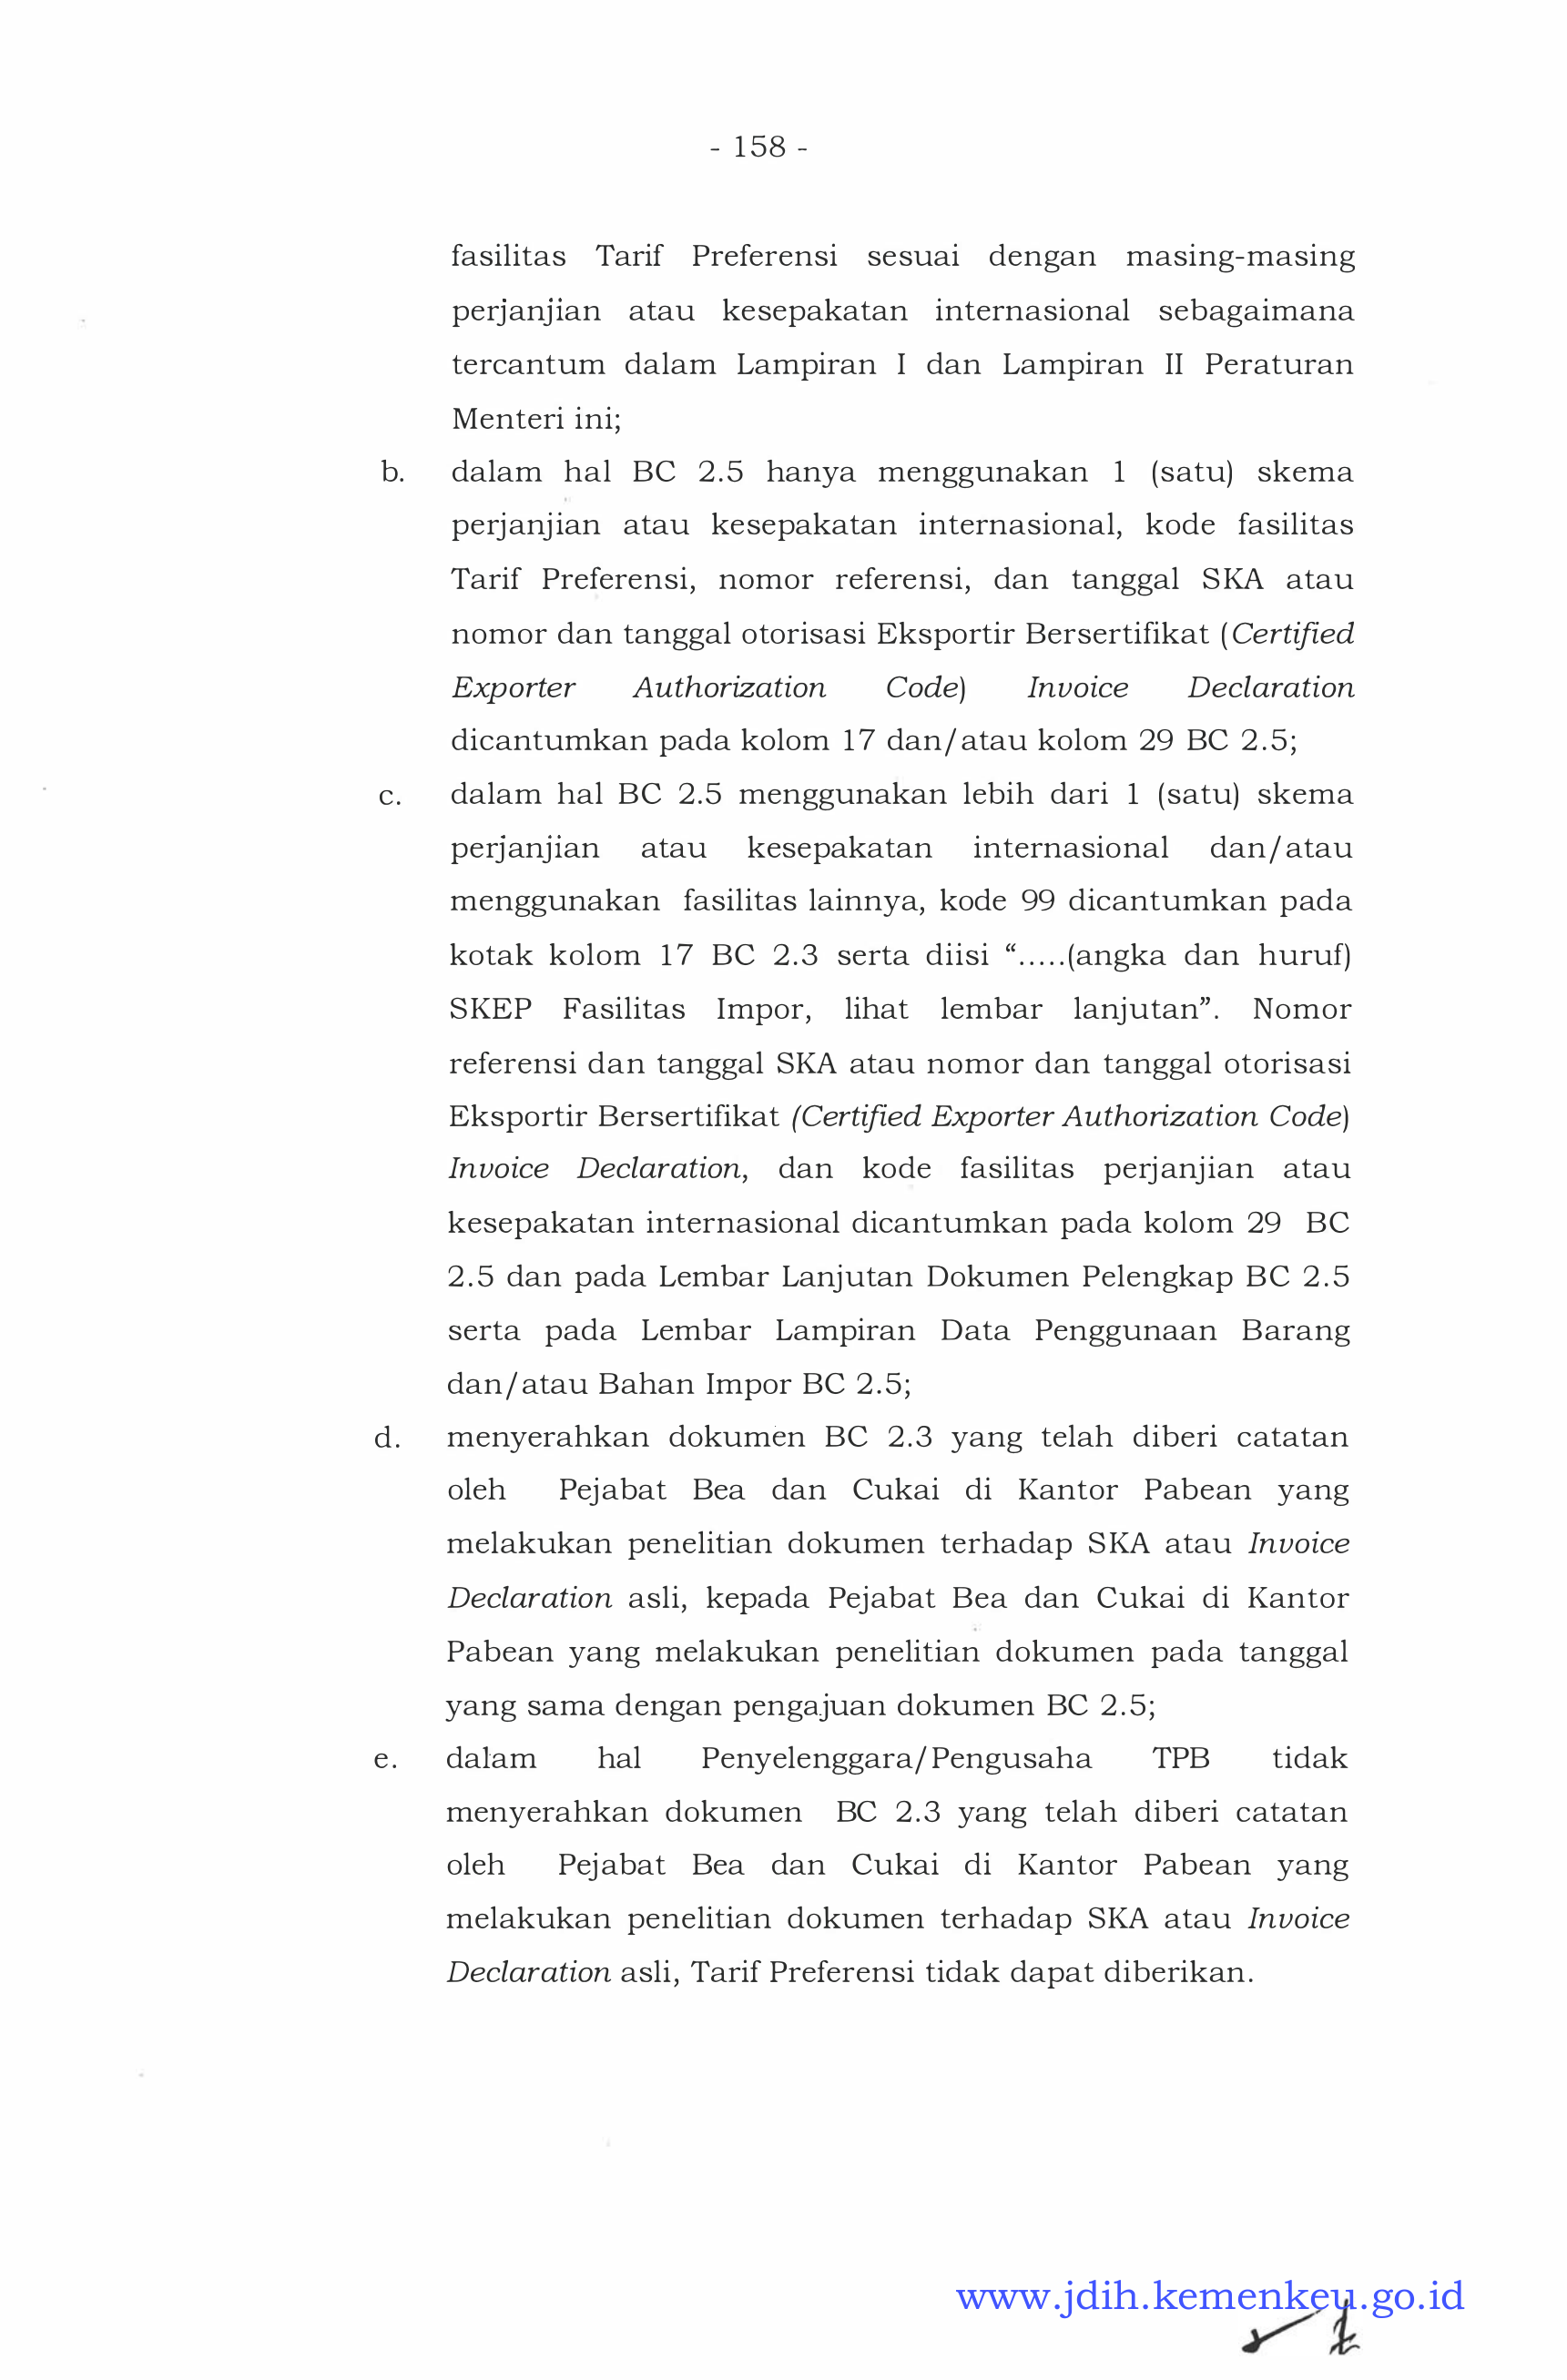 - 158 -
fasilitas Tarif Preferensi sesuai dengan masing-masing
perjanjian atau kesepakatan internasional sebagaimana
tercantum dalam Lampiran I dan Lampiran II Peraturan
Menteri ini;
b. dalam hal BC 2.5 hanya menggunakan 1 (satu) skema
perjanjian atau kesepakatan internasional, kode fasilitas
Tarif Preferensi, nomor referensi, dan tanggal SKA atau
nomor dan tanggal otorisasi Eksportir Bersertifikat (Certified
Exporter Authorization Code) Invoice Declaration
dicantumkan pada kolom 17 dan/atau kolom 29 BC 2.5;
c. dalam hal BC 2.5 menggunakan lebih dari 1 (satu) skema
perjanjian atau kesepakatan internasional dan/atau
menggunakan fasilitas lainnya, kode 99 dicantumkan pada
kotak kolom 17 BC 2.3 serta diisi “.....(angka dan huruf)
SKEP Fasilitas Impor, lihat lembar lanjutan”. Nomor
referensi dan tanggal SKA atau nomor dan tanggal otorisasi
Eksportir Bersertifikat (Certified Exporter Authorization Code)
Invoice Declaration, dan kode fasilitas perjanjian atau
kesepakatan internasional dicantumkan pada kolom 29 BC
2.5 dan pada Lembar Lanjutan Dokumen Pelengkap BC 2.5
serta pada Lembar Lampiran Data Penggunaan Barang
dan/atau Bahan Impor BC 2.5;
d. menyerahkan dokumen BC 2.3 yang telah diberi catatan
oleh Pejabat Bea dan Cukai di Kantor Pabean yang
melakukan penelitian dokumen terhadap SKA atau Invoice
Declaration asli, kepada Pejabat Bea dan Cukai di Kantor
Pabean yang melakukan penelitian dokumen pada tanggal
yang sama dengan pengajuan dokumen BC 2.5;
e. dalam hal Penyelenggara/Pengusaha TPB tidak
menyerahkan dokumen BC 2.3 yang telah diberi catatan
oleh Pejabat Bea dan Cukai di Kantor Pabean yang
melakukan penelitian dokumen terhadap SKA atau Invoice
Declaration asli, Tarif Preferensi tidak dapat diberikan.
www.jdih.kemenkeu.go.id